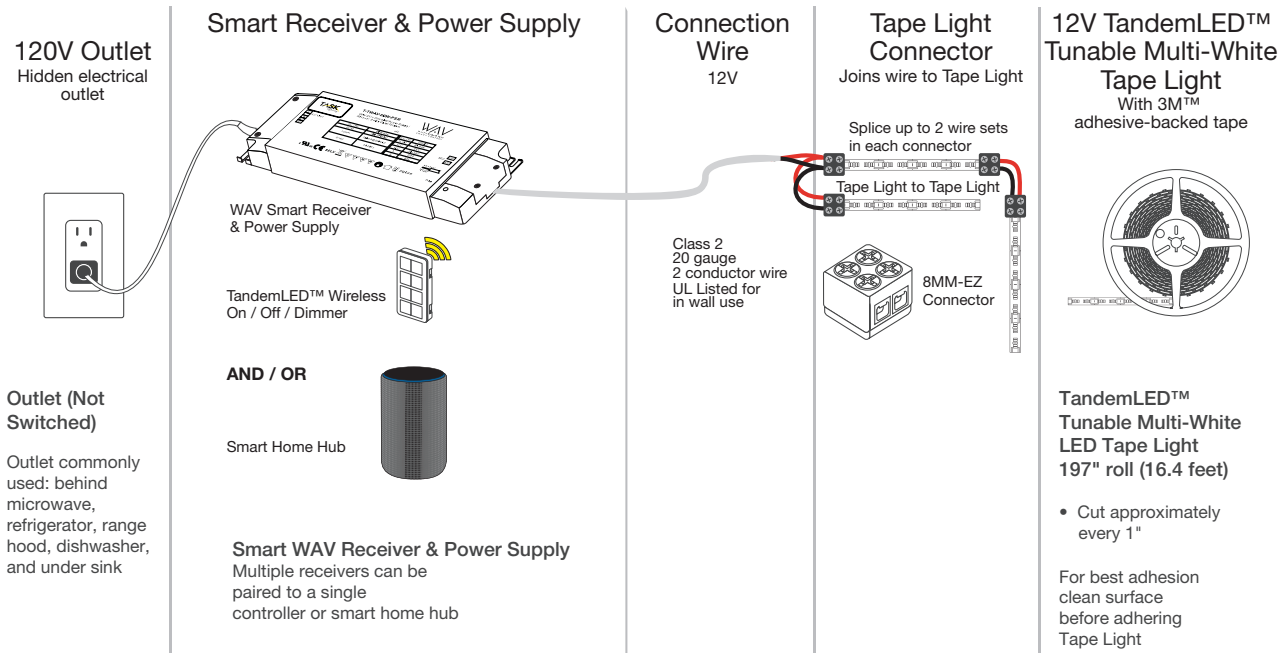 120V Outlet
Hidden electrical
outlet
Outlet (Not
Switched)
Outlet commonly
used: behind
microwave,
refrigerator, range
hood, dishwasher,
and under sink
Smart Receiver & Power Supply
TASK
WAV
WAV Smart Receiver
& Power Supply
TandemLED™ Wireless
On / Off / Dimmer
AND / OR
Smart Home Hub
Smart WAV Receiver & Power Supply
Multiple receivers can be
paired to a single
controller or smart home hub
Connection
Wire
12V
Class 2
20 gauge
2 conductor wire
UL Listed for
in wall use
Tape Light
Connector
Joins wire to Tape Light
Splice up to 2 wire sets
in each connector
Tape Light to Tape Light
8MM-EZ
Connector
12V TandemLED™
Tunable Multi-White
Tape Light
With 3M™
adhesive-backed tape
TandemLED™
Tunable Multi-White
LED Tape Light
197" roll (16.4 feet)
• Cut approximately
every 1"
For best adhesion
clean surface
before adhering
Tape Light